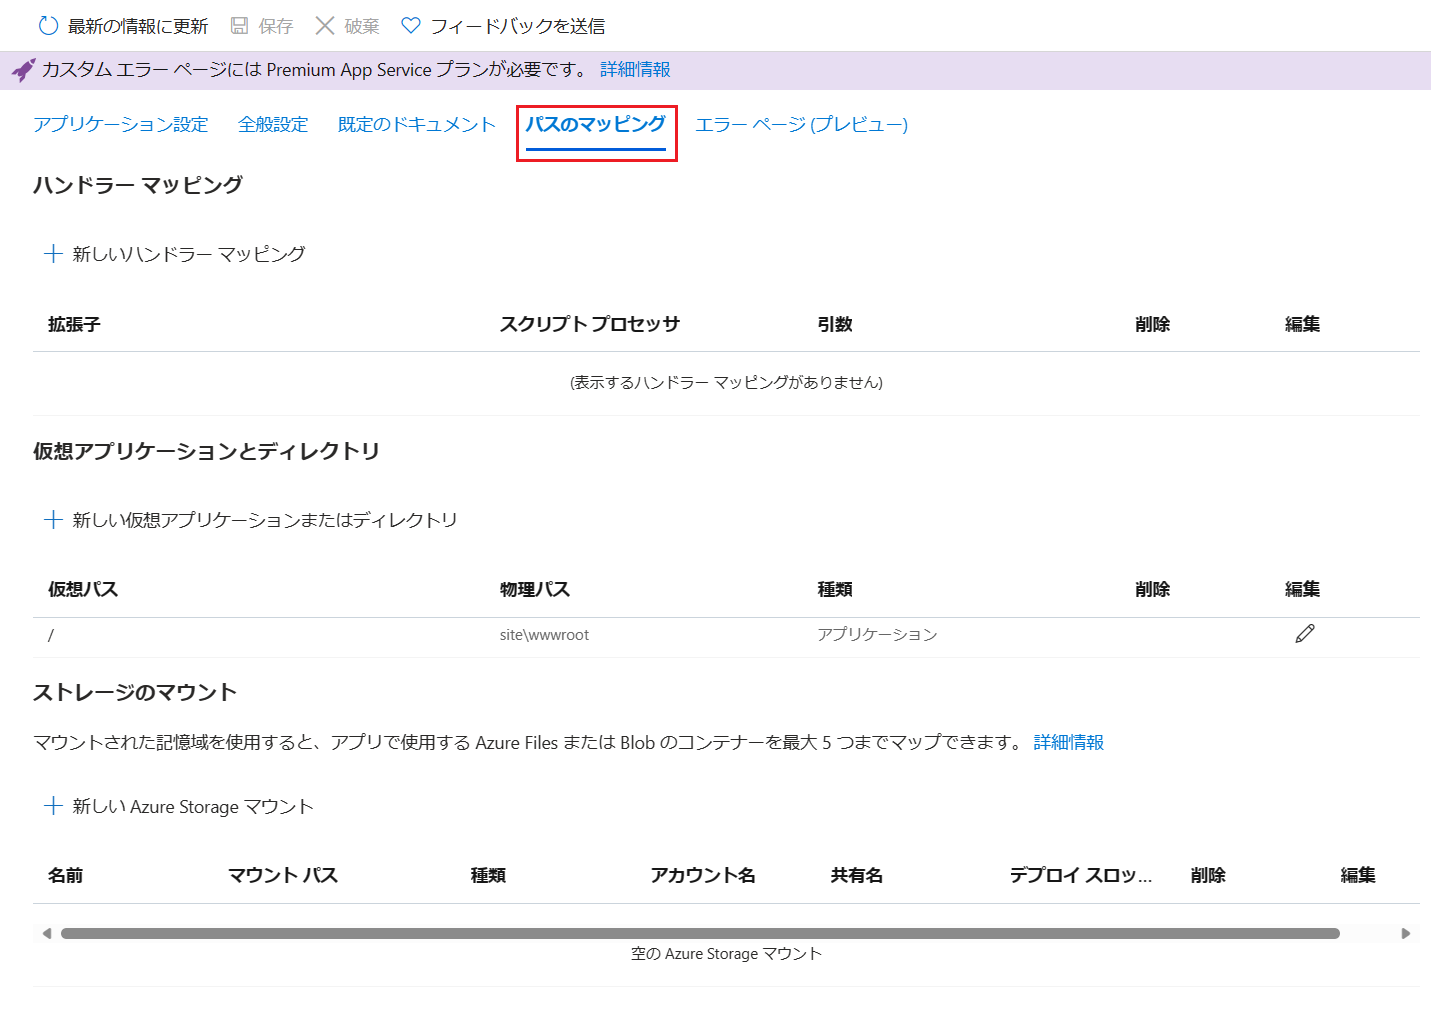 最新の情報に更新 保存 破棄 フィードバックを送信
カスタム エラー ページには Premium App Service プランが必要です。 詳細情報
アプリケーション設定 全般設定 既定のドキュメント パスのマッピング エラー ページ (プレビュー)
ハンドラー マッピング
新しいハンドラー マッピング
拡張子 スクリプト プロセッサ 引数 削除 編集
(表示するハンドラー マッピングがありません)
仮想アプリケーションとディレクトリ
新しい仮想アプリケーションまたはディレクトリ
仮想パス 物理パス 種類 削除 編集
/ site\wwwroot アプリケーション
ストレージのマウント
マウントされた記憶域を使用すると、アプリで使用する Azure Files または Blob のコンテナーを最大 5 つまでマップできます。 詳細情報
新しい Azure Storage マウント
名前 マウント パス 種類 アカウント名 共有名 デプロイ スロッ... 削除 編集
空の Azure Storage マウント